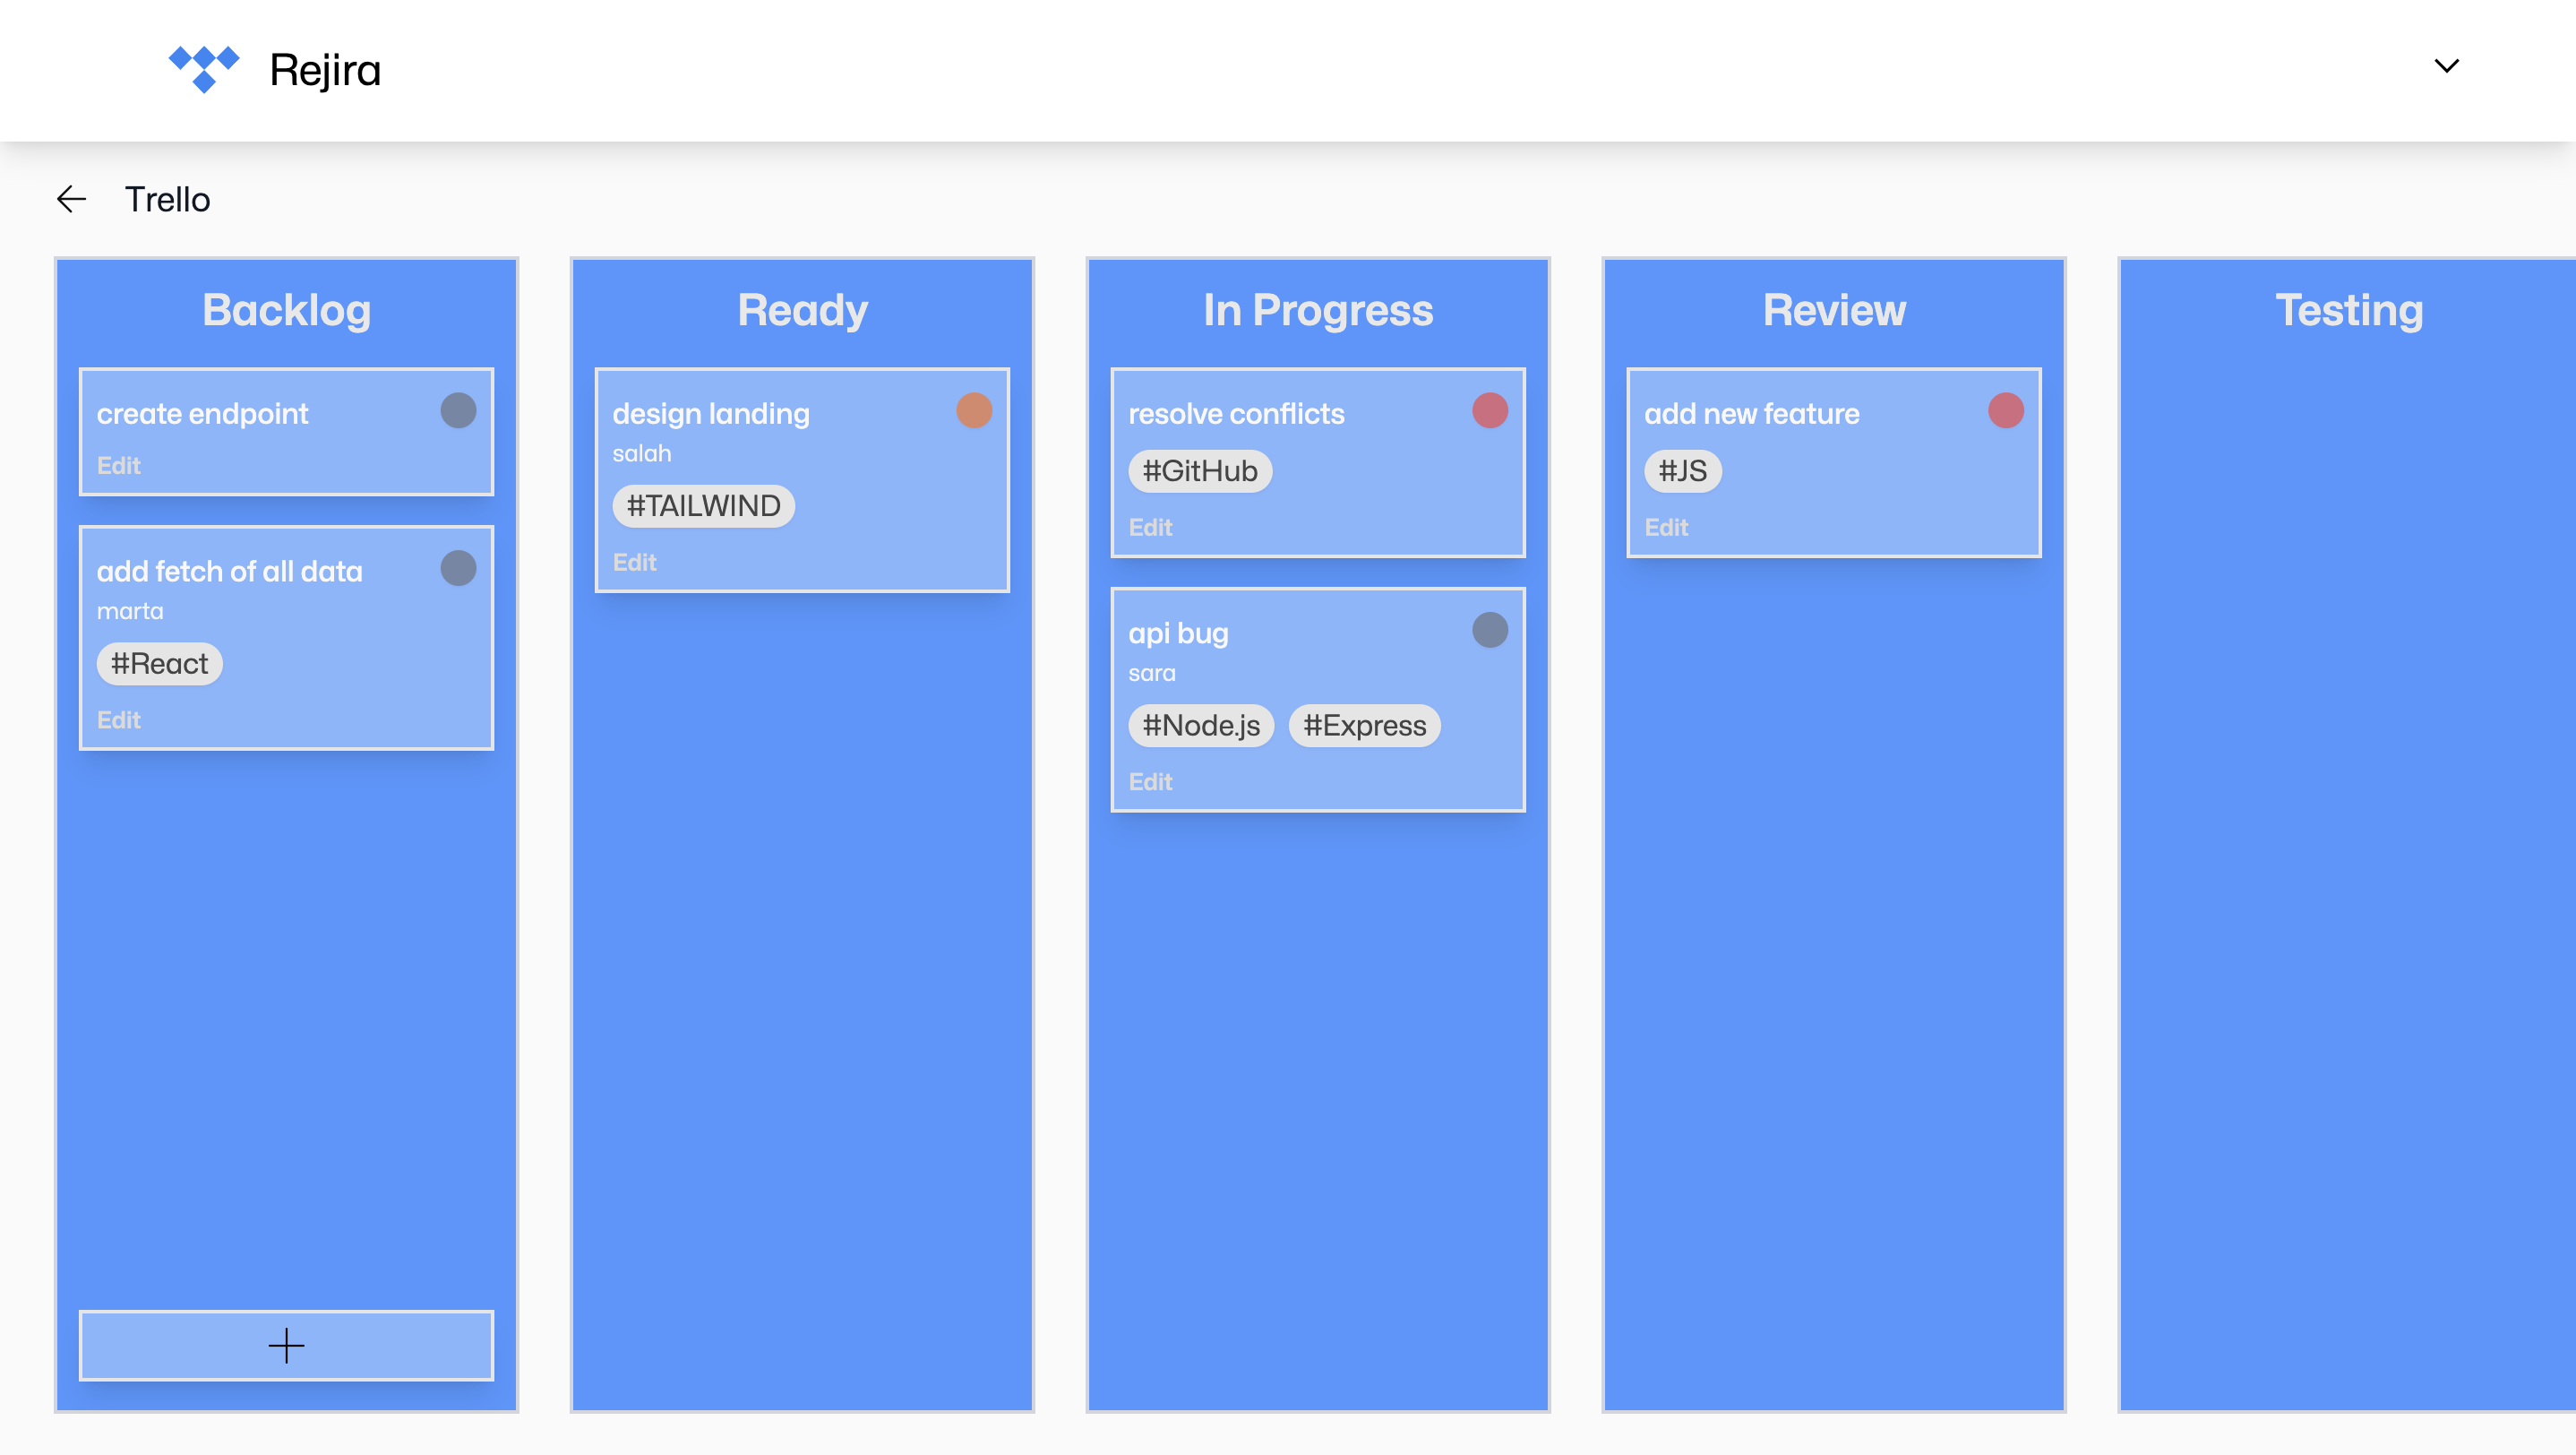 Rejira
Trello
Backlog
create endpoint
Edit
add fetch of all data
marta
#React
Edit
Ready
design landing
salah
#TAILWIND
Edit
In Progress
resolve conflicts
#GitHub
Edit
api bug
sara
#Node.js #Express
Edit
Review
add new feature
#JS
Edit
Testing